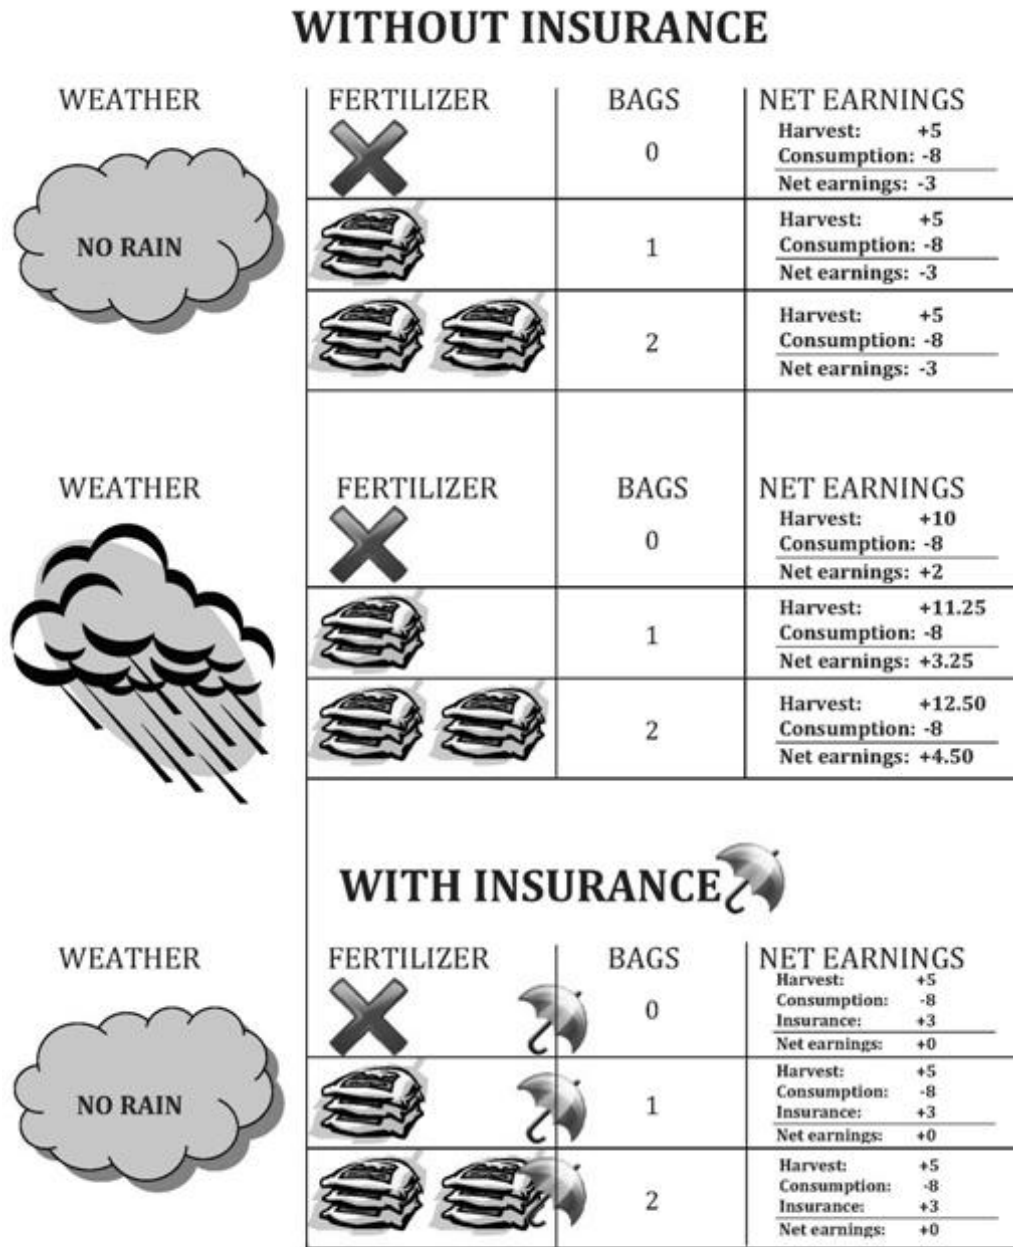 WITHOUT INSURANCE
WEATHER FERTILIZER BAGS NET EARNINGS
NO RAIN
0 Harvest: +5
Consumption: -8
Net earnings: -3
1 Harvest: +5
Consumption: -8
Net earnings: -3
2 Harvest: +5
Consumption: -8
Net earnings: -3
WEATHER FERTILIZER BAGS NET EARNINGS
0 Harvest: +10
Consumption: -8
Net earnings: +2
1 Harvest: +11.25
Consumption: -8
Net earnings: +3.25
2 Harvest: +12.50
Consumption: -8
Net earnings: +4.50
WITH INSURANCE
WEATHER FERTILIZER BAGS NET EARNINGS
NO RAIN
0 Harvest: +5
Consumption: -8
Insurance: +3
Net earnings: +0
1 Harvest: +5
Consumption: -8
Insurance: +3
Net earnings: +0
2 Harvest: +5
Consumption: -8
Insurance: +3
Net earnings: +0